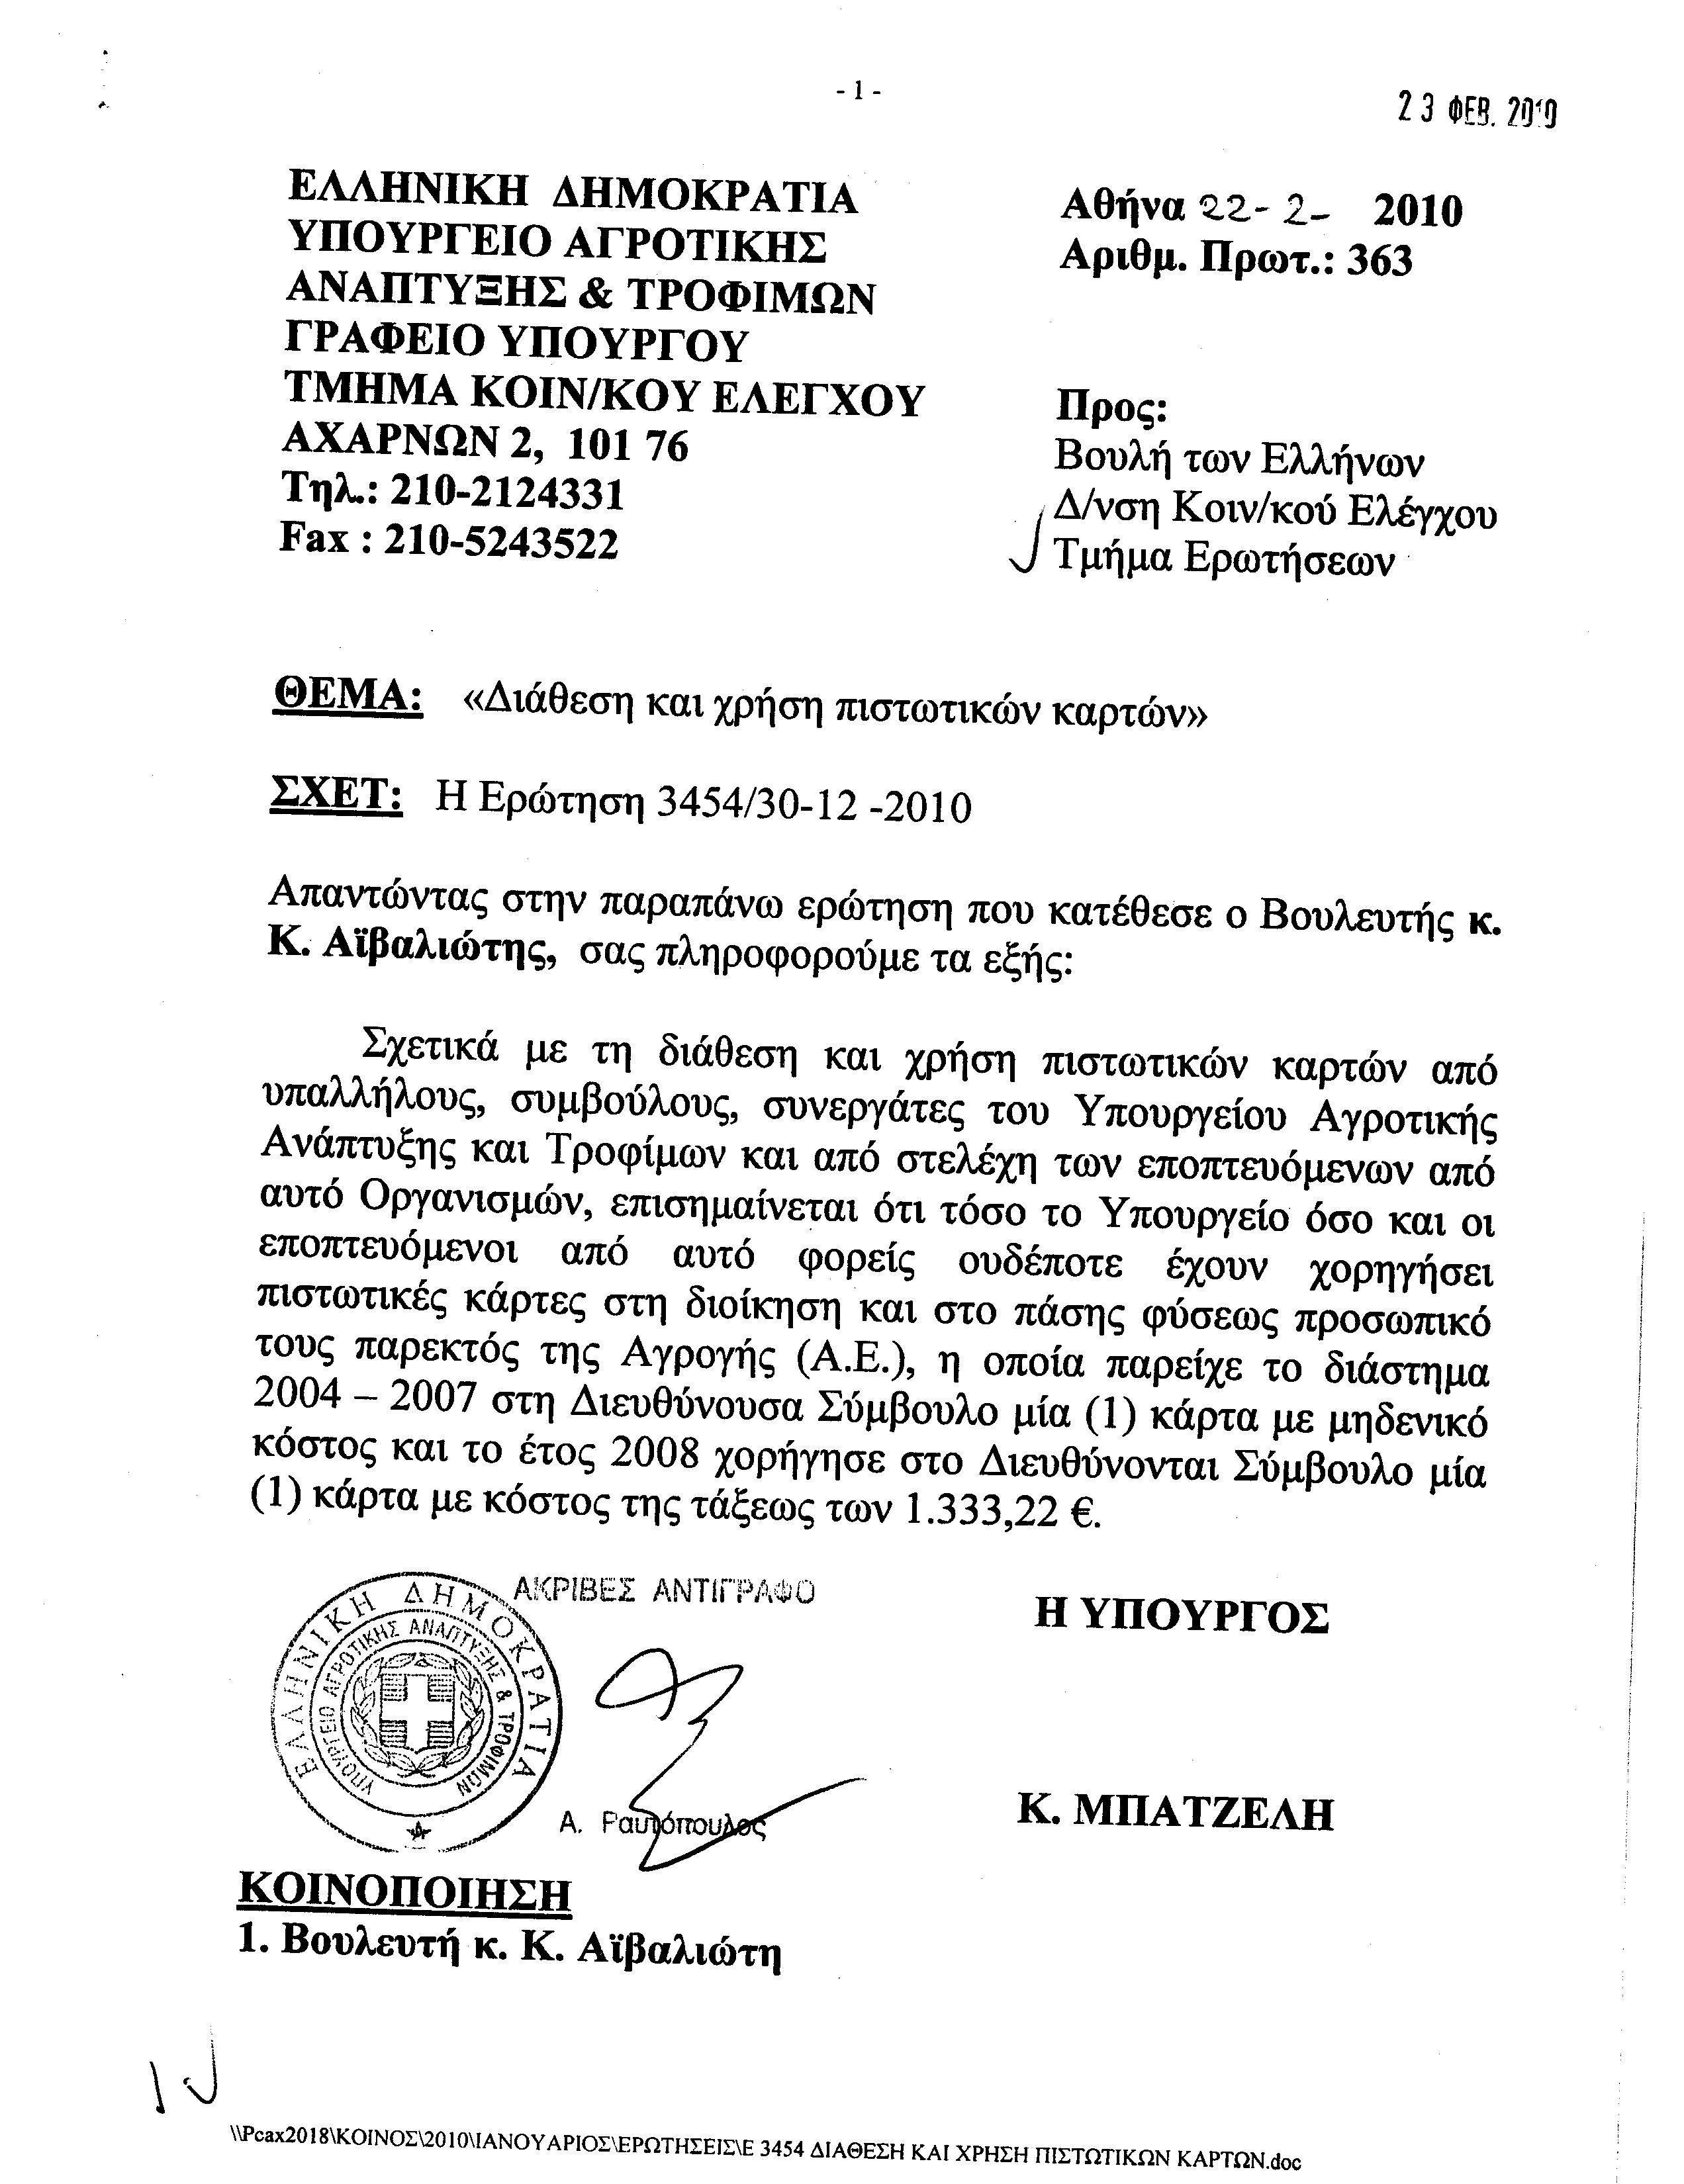 - 1 -
23 ΦΕΒ. 2010
ΕΛΛΗΝΙΚΗ ΔΗΜΟΚΡΑΤΙΑ
ΥΠΟΥΡΓΕΙΟ ΑΓΡΟΤΙΚΗΣ
ΑΝΑΠΤΥΞΗΣ & ΤΡΟΦΙΜΩΝ
ΓΡΑΦΕΙΟ ΥΠΟΥΡΓΟΥ
ΤΜΗΜΑ ΚΟΙΝ/ΚΟΥ ΕΛΕΓΧΟΥ
ΑΧΑΡΝΩΝ 2, 101 76
Τηλ.: 210-2124331
Fax : 210-5243522
Αθήνα 22-2- 2010
Αριθμ. Πρωτ.: 363
Προς:
Βουλή των Ελλήνων
Δ/νση Κοιν/κού Ελέγχου
Τμήμα Ερωτήσεων
ΘΕΜΑ: «Διάθεση και χρήση πιστωτικών καρτών»
ΣΧΕΤ: Η Ερώτηση 3454/30-12 -2010
Απαντώντας στην παραπάνω ερώτηση που κατέθεσε ο Βουλευτής κ.
Κ. Αϊβαλιώτης, σας πληροφορούμε τα εξής:
Σχετικά με τη διάθεση και χρήση πιστωτικών καρτών από
υπαλλήλους, συμβούλους, συνεργάτες του Υπουργείου Αγροτικής
Ανάπτυξης και Τροφίμων και από στελέχη των εποπτευόμενων από
αυτό Οργανισμών, επισημαίνεται ότι τόσο το Υπουργείο όσο και οι
εποπτευόμενοι από αυτό φορείς ουδέποτε έχουν χορηγήσει
πιστωτικές κάρτες στη διοίκηση και στο πάσης φύσεως προσωπικό
τους παρεκτός της Αγρογής (Α.Ε.), η οποία παρείχε το διάστημα
2004 – 2007 στη Διευθύνουσα Σύμβουλο μία (1) κάρτα με μηδενικό
κόστος και το έτος 2008 χορήγησε στο Διευθύνονται Σύμβουλο μία
(1) κάρτα με κόστος της τάξεως των 1.333,22 €.
ΑΚΡΙΒΕΣ ΑΝΤΙΓΡΑΦΟ
ΕΛΛΗΝΙΚΗ ΔΗΜΟΚΡΑΤΙΑ
ΥΠΟΥΡΓΕΙΟ ΑΓΡΟΤΙΚΗΣ ΑΝΑΠΤΥΞΗΣ & ΤΡΟΦΙΜΩΝ
Α. Ραυτόπουλος
Η ΥΠΟΥΡΓΟΣ
Κ. ΜΠΑΤΖΕΛΗ
ΚΟΙΝΟΠΟΙΗΣΗ
1. Βουλευτή κ. Κ. Αϊβαλιώτη
\\Pcax2018\ΚΟΙΝΟΣ\2010\ΙΑΝΟΥΑΡΙΟΣ\ΕΡΩΤΗΣΕΙΣ\Ε 3454 ΔΙΑΘΕΣΗ ΚΑΙ ΧΡΗΣΗ ΠΙΣΤΩΤΙΚΩΝ ΚΑΡΤΩΝ.doc